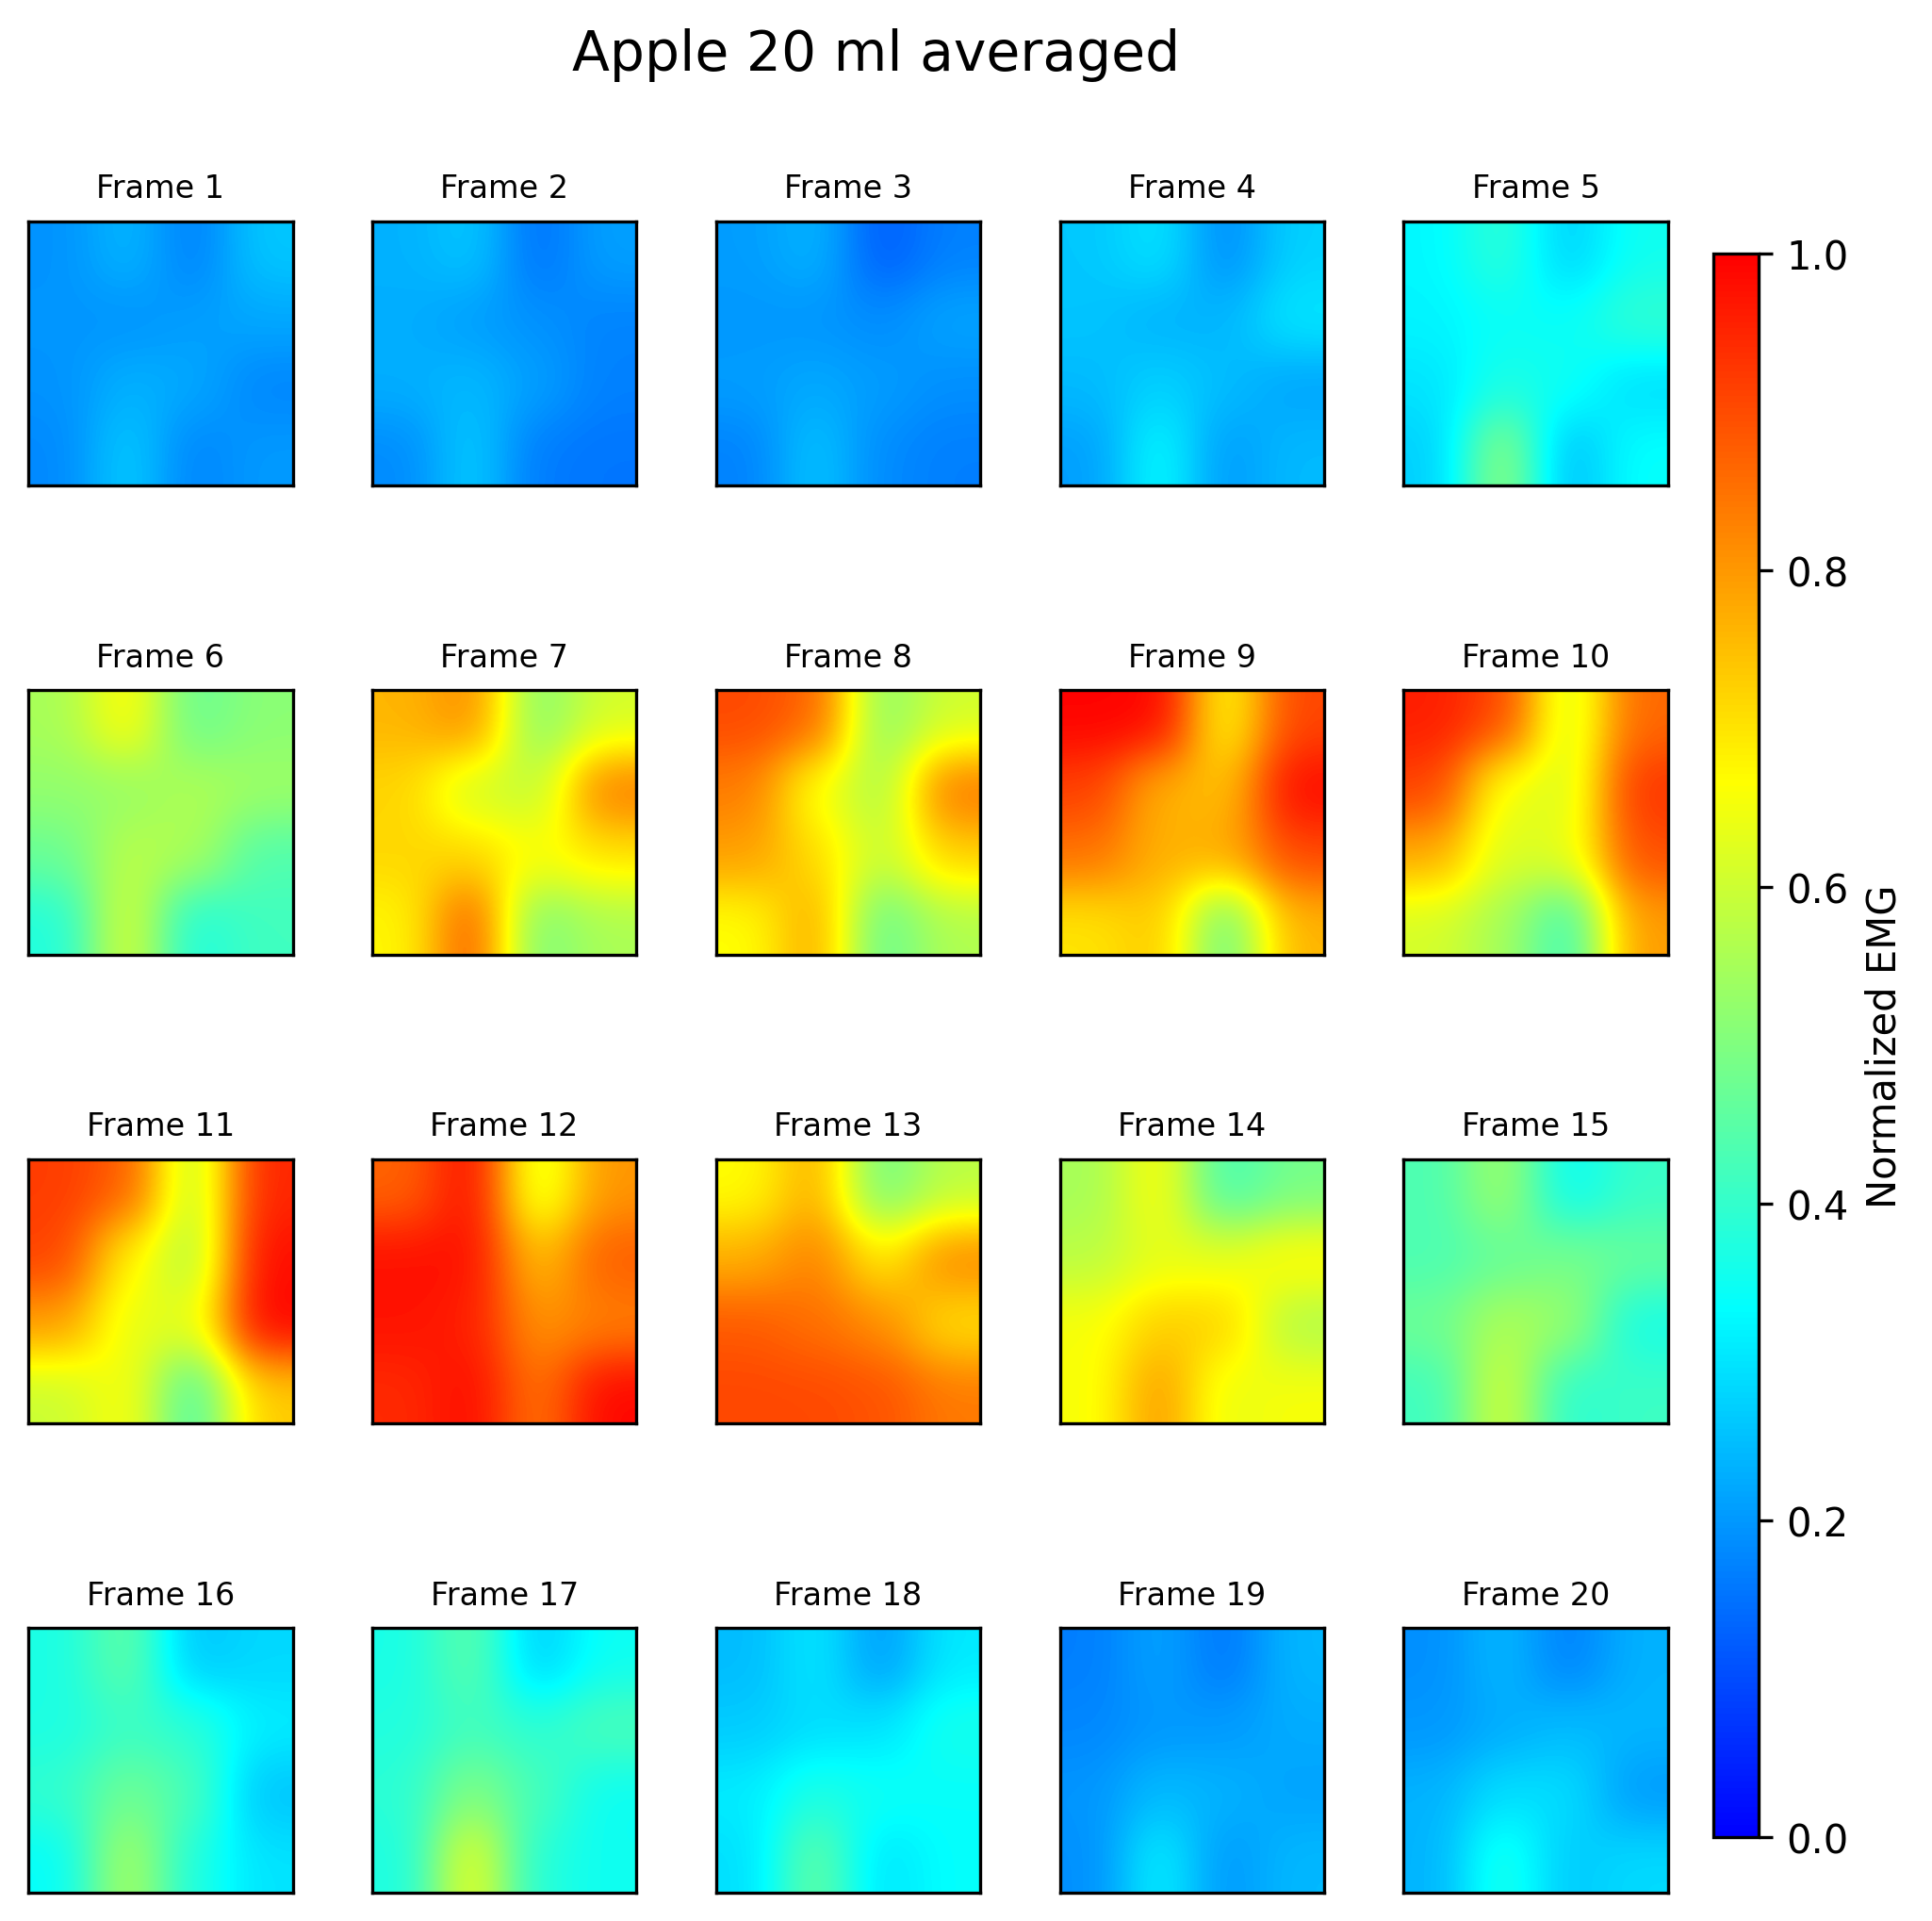 Apple 20 ml averaged
Frame 1
Frame 2
Frame 3
Frame 4
Frame 5
Frame 6
Frame 7
Frame 8
Frame 9
Frame 10
Frame 11
Frame 12
Frame 13
Frame 14
Frame 15
Frame 16
Frame 17
Frame 18
Frame 19
Frame 20
1.0
0.8
0.6
0.4
0.2
0.0
Normalized EMG